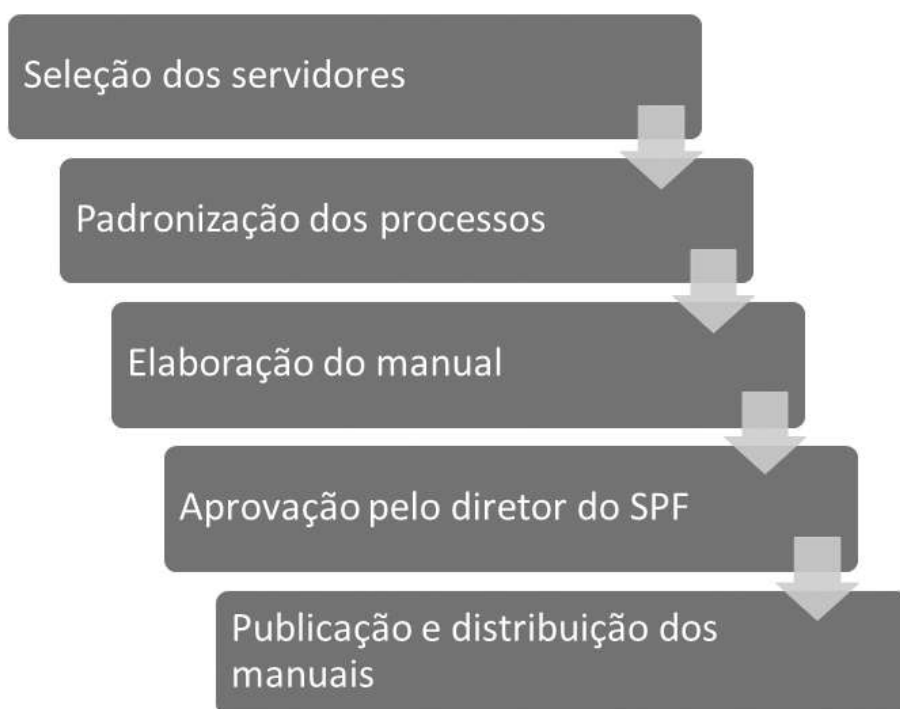 Seleção dos servidores
Padronização dos processos
Elaboração do manual
Aprovação pelo diretor do SPF
Publicação e distribuição dos
manuais